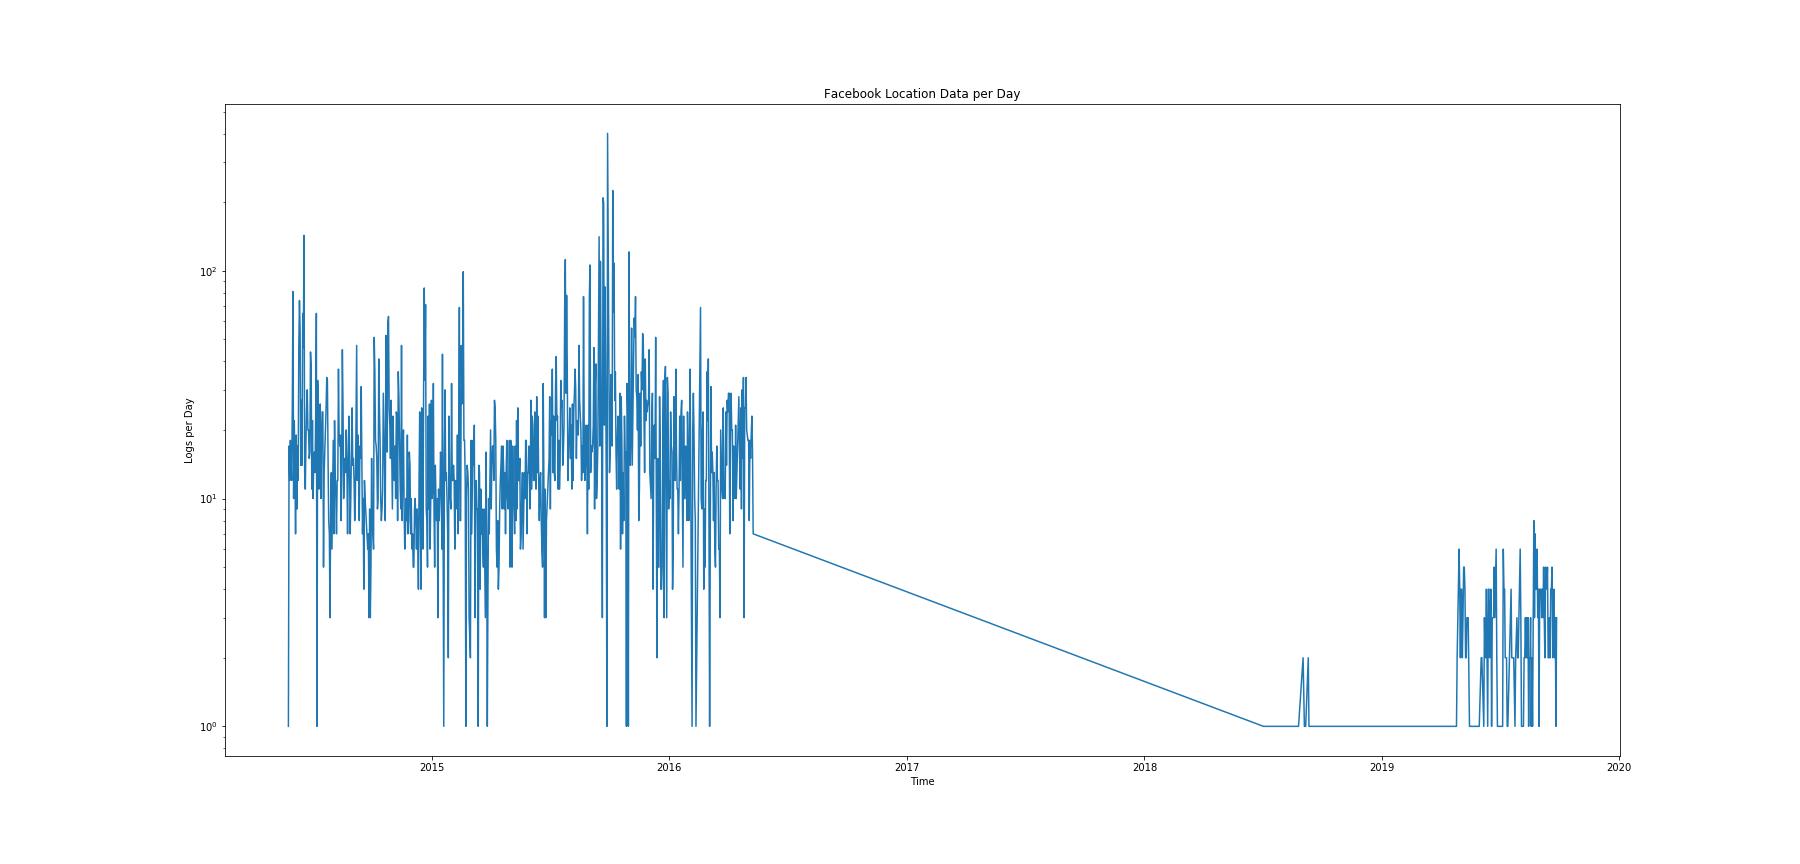 Facebook Location Data per Day
Logs per Day
10²
10¹
10⁰
2015 2016 2017 2018 2019 2020
Time